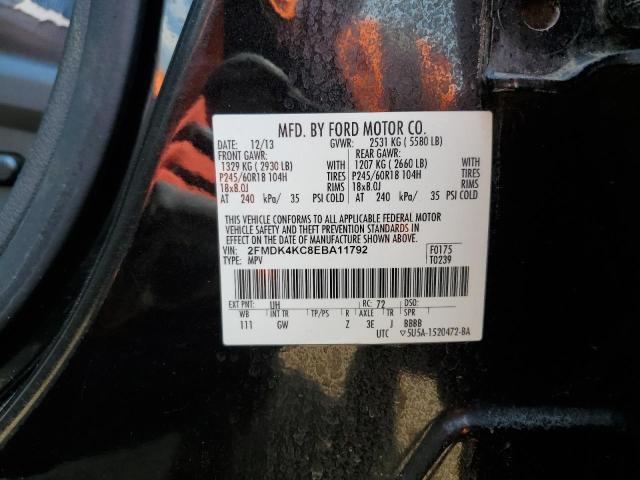 MFD. BY FORD MOTOR CO.
DATE: 12/13 GVWR: 2531 KG ( 5580 LB)
FRONT GAWR: REAR GAWR:
1329 KG ( 2930 LB) WITH 1207 KG ( 2660 LB) WITH
P245/60R18 104H TIRES P245/60R18 104H TIRES
18x8.0J RIMS 18x8.0J RIMS
AT 240 kPa/ 35 PSI COLD AT 240 kPa/ 35 PSI COLD
THIS VEHICLE CONFORMS TO ALL APPLICABLE FEDERAL MOTOR
VEHICLE SAFETY AND THEFT PREVENTION STANDARDS IN
EFFECT ON THE DATE OF MANUFACTURE SHOWN ABOVE.
VIN: 2FMDK4KC8EBA11792 F0175
TYPE: MPV T0239
EXT PNT: UH RC: 72 DSO:
WB INT TR TP/PS R AXLE TR SPR
111 GW Z 3E J BBBB
UTC 5U5A-1520472-BA